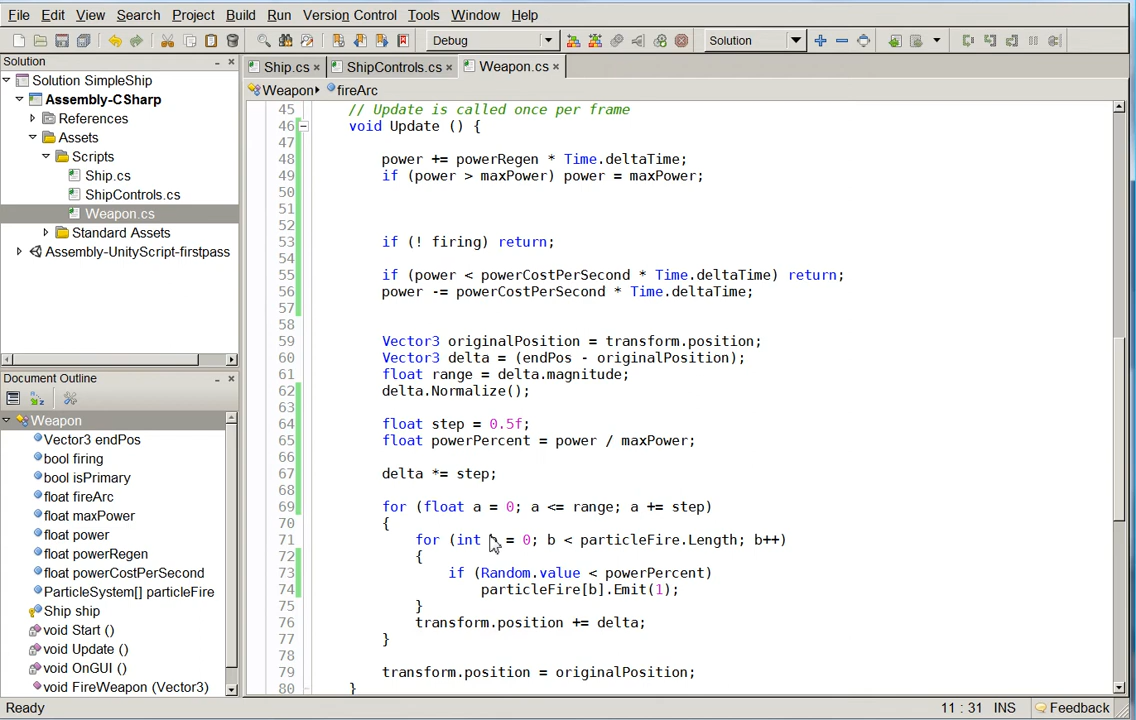 File Edit View Search Project Build Run Version Control Tools Window Help
Debug Solution
Solution
Solution SimpleShip
Assembly-CSharp
References
Assets
Scripts
Ship.cs
ShipControls.cs
Weapon.cs
Standard Assets
Assembly-UnityScript-firstpass
Document Outline
Weapon
Vector3 endPos
bool firing
bool isPrimary
float fireArc
float maxPower
float power
float powerRegen
float powerCostPerSecond
ParticleSystem[] particleFire
Ship ship
void Start ()
void Update ()
void OnGUI ()
void FireWeapon (Vector3)
Ship.cs × ShipControls.cs × Weapon.cs ×
Weapon fireArc
45 // Update is called once per frame
46 void Update () {
47
48 power += powerRegen * Time.deltaTime;
49 if (power > maxPower) power = maxPower;
50
51
52
53 if (! firing) return;
54
55 if (power < powerCostPerSecond * Time.deltaTime) return;
56 power -= powerCostPerSecond * Time.deltaTime;
57
58
59 Vector3 originalPosition = transform.position;
60 Vector3 delta = (endPos - originalPosition);
61 float range = delta.magnitude;
62 delta.Normalize();
63
64 float step = 0.5f;
65 float powerPercent = power / maxPower;
66
67 delta *= step;
68
69 for (float a = 0; a <= range; a += step)
70 {
71 for (int b = 0; b < particleFire.Length; b++)
72 {
73 if (Random.value < powerPercent)
74 particleFire[b].Emit(1);
75 }
76 transform.position += delta;
77 }
78
79 transform.position = originalPosition;
80 }
Ready 11 : 31 INS Feedback